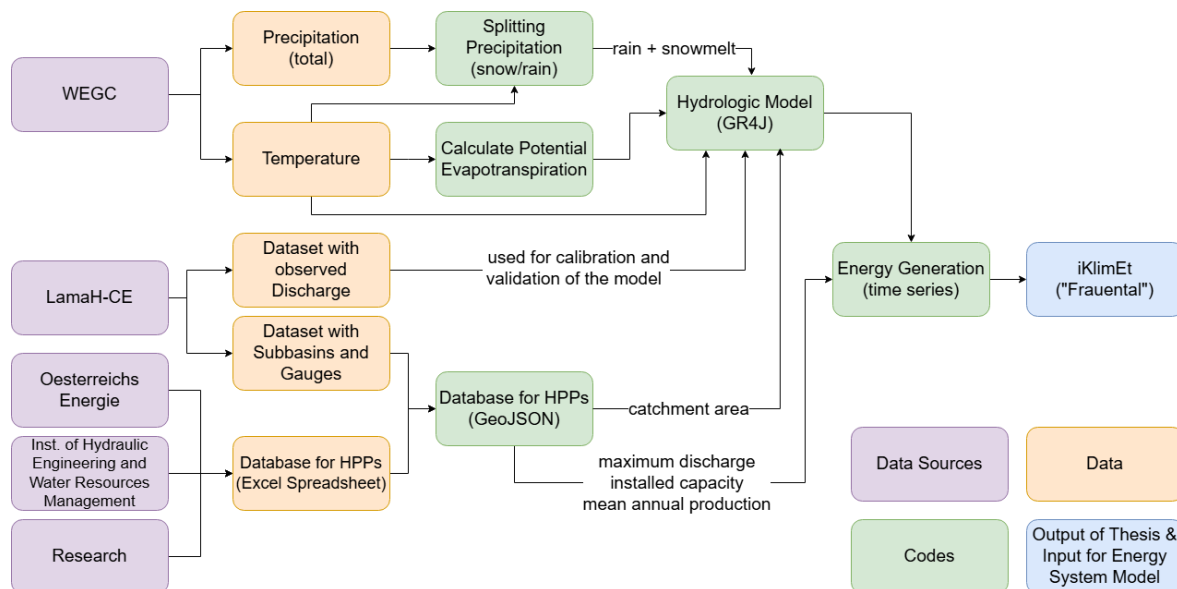 WEGC
Precipitation
(total)
Splitting
Precipitation
(snow/rain)
rain + snowmelt
Hydrologic Model
(GR4J)
Temperature
Calculate Potential
Evapotranspiration
LamaH-CE
Dataset with
observed
Discharge
used for calibration and
validation of the model
Energy Generation
(time series)
iKlimEt
("Frauental")
Dataset with
Subbasins and
Gauges
Oesterreichs
Energie
Database for HPPs
(GeoJSON)
catchment area
Inst. of Hydraulic
Engineering and
Water Resources
Management
Database for HPPs
(Excel Spreadsheet)
maximum discharge
installed capacity
mean annual production
Research
Data Sources
Data
Codes
Output of Thesis &
Input for Energy
System Model